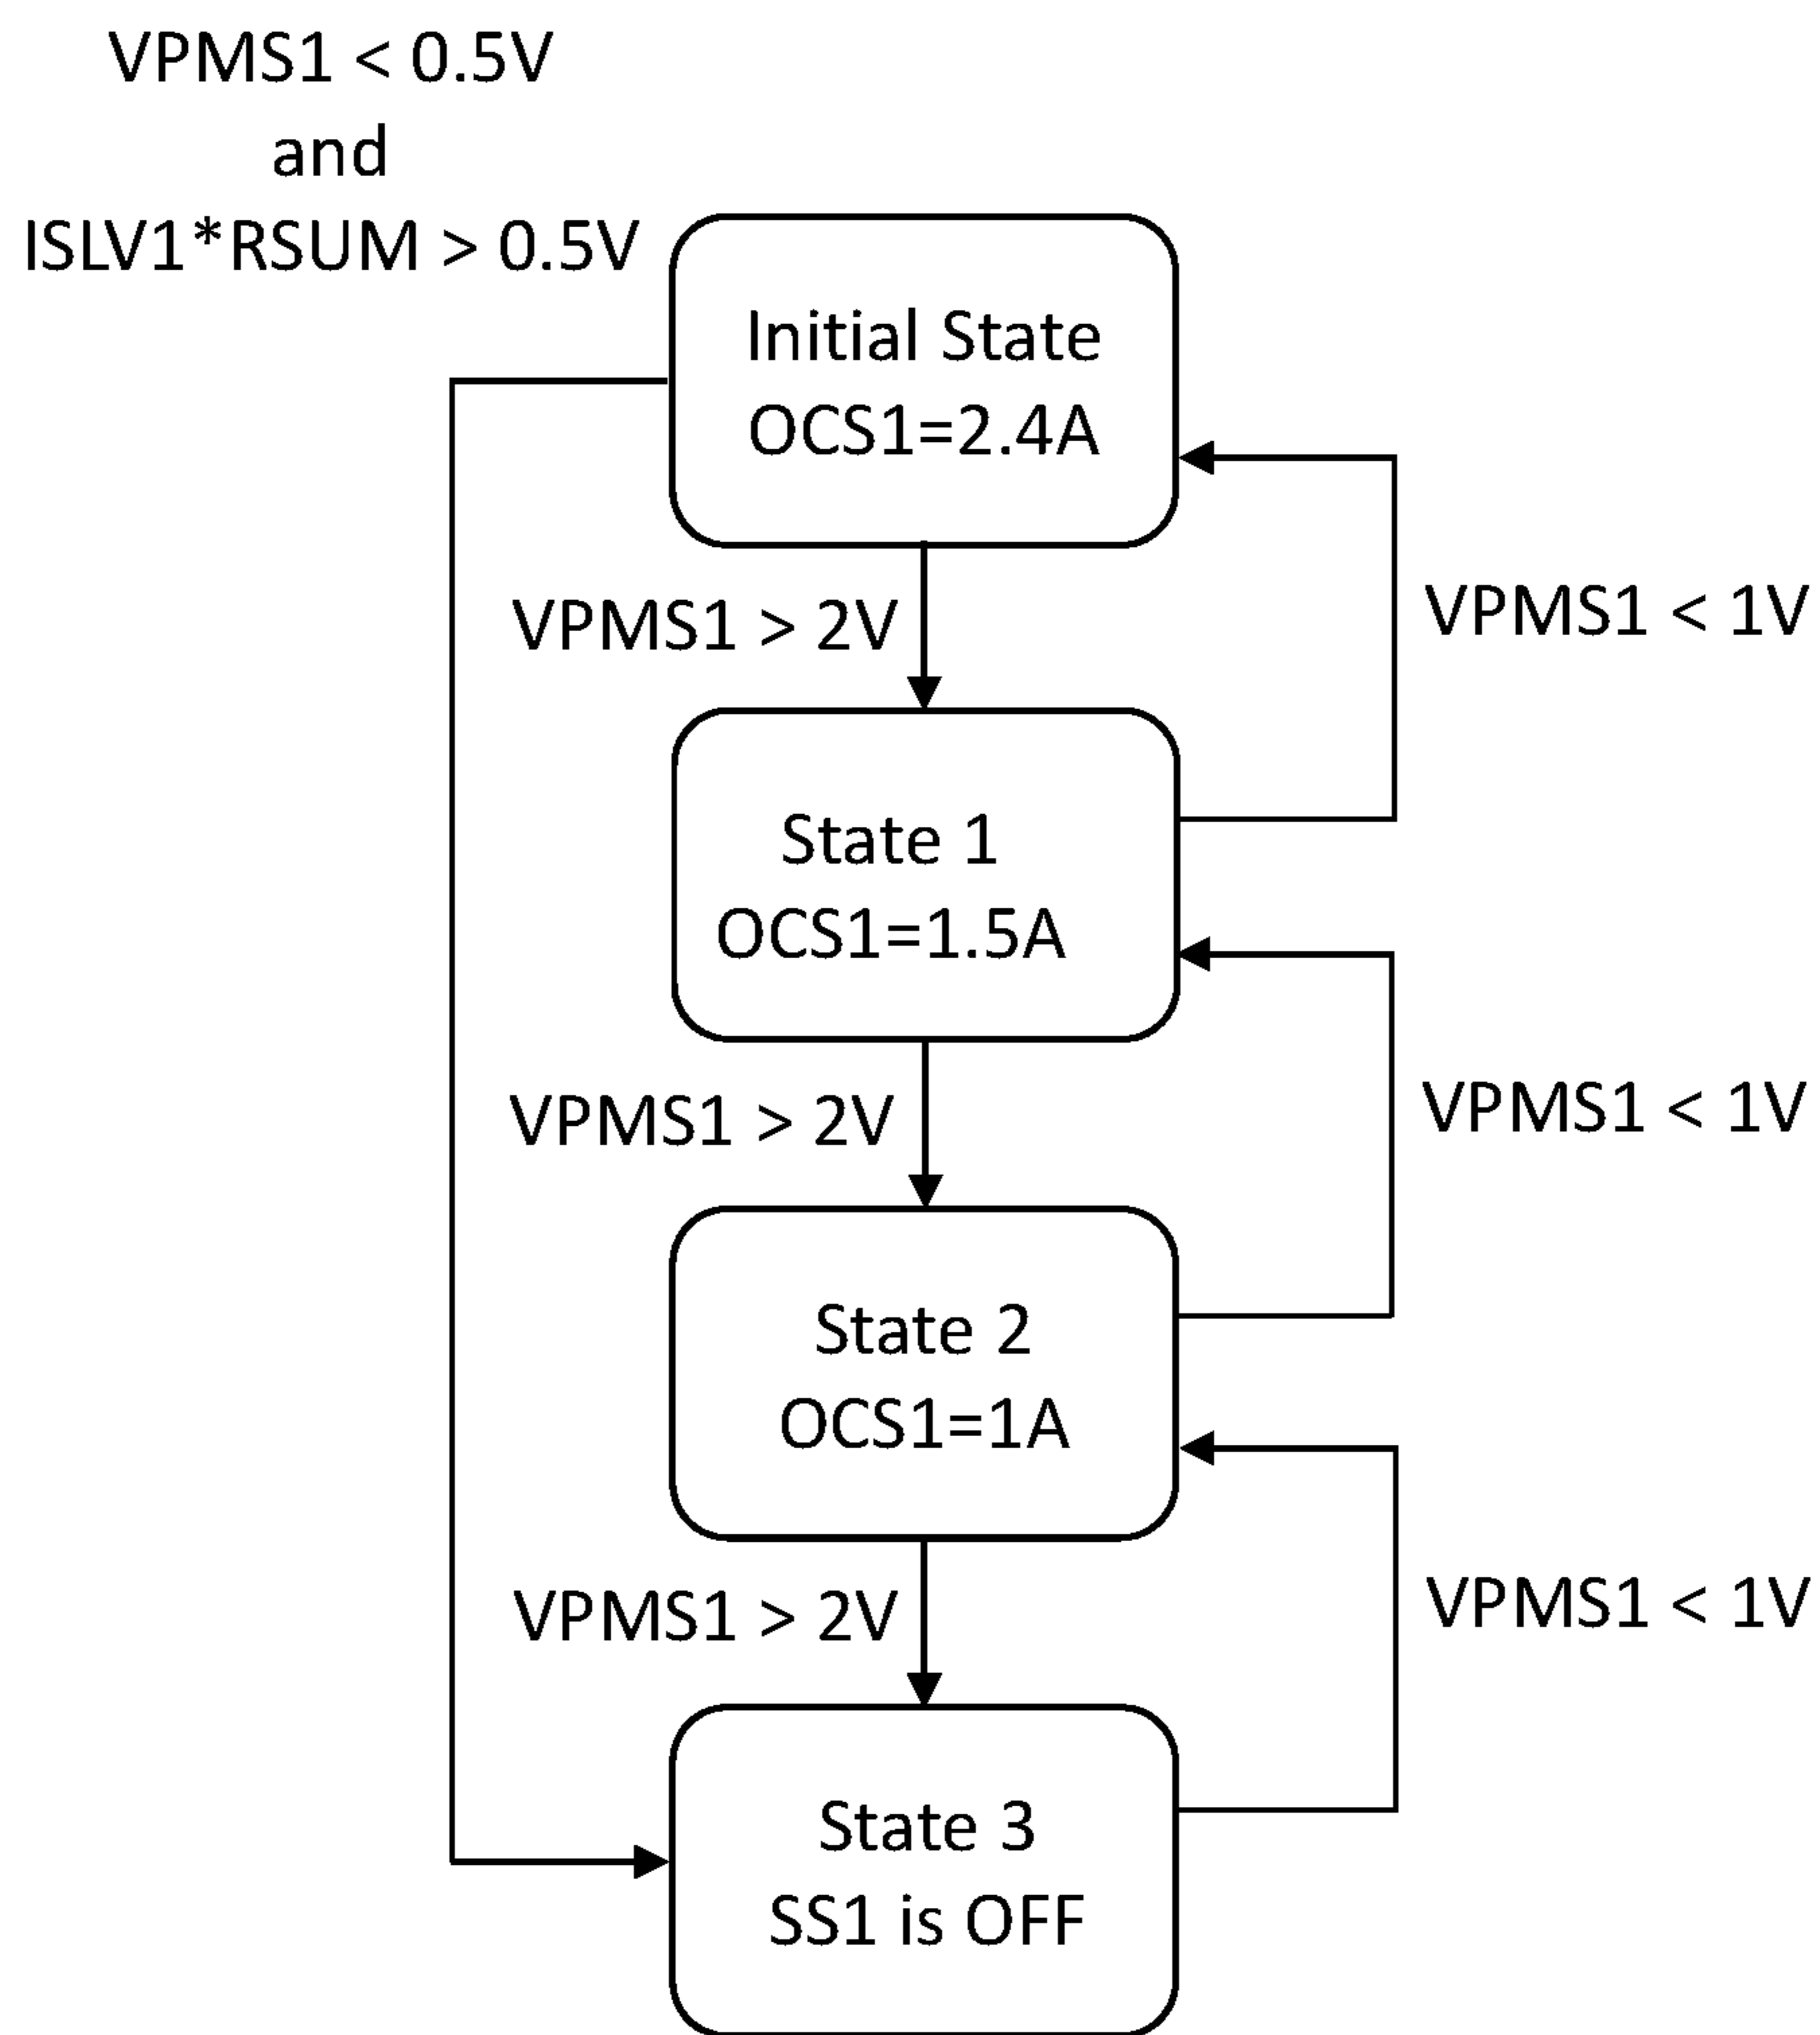 VPMS1 < 0.5V
and
ISLV1*RSUM > 0.5V
Initial State
OCS1=2.4A
VPMS1 > 2V
VPMS1 < 1V
State 1
OCS1=1.5A
VPMS1 > 2V
VPMS1 < 1V
State 2
OCS1=1A
VPMS1 > 2V
VPMS1 < 1V
State 3
SS1 is OFF